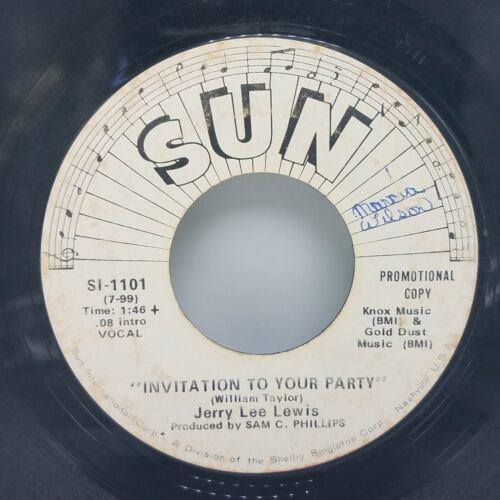 SUN
Marcia
Wilson
SI-1101
(7-99)
Time: 1:46 +
.08 intro
VOCAL
PROMOTIONAL
COPY
Knox Music
(BMI) &
Gold Dust
Music (BMI)
"INVITATION TO YOUR PARTY"
(William Taylor)
Jerry Lee Lewis
Produced by SAM C. PHILLIPS
Sun International Corp • A Division of the Shelby Singleton Corp • Nashville U.S.A.